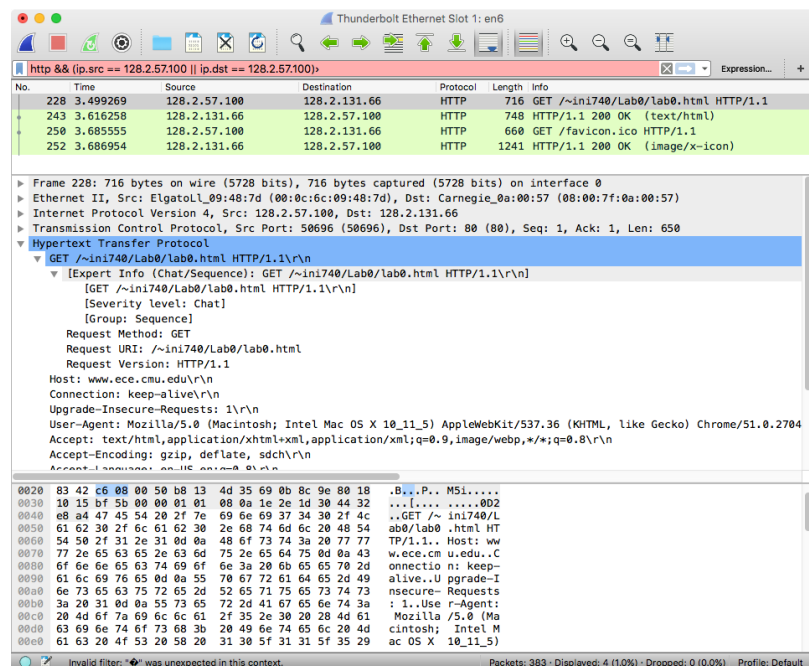 Thunderbolt Ethernet Slot 1: en6
http && (ip.src == 128.2.57.100 || ip.dst == 128.2.57.100)› Expression... +
No. Time Source Destination Protocol Length Info
228 3.499269 128.2.57.100 128.2.131.66 HTTP 716 GET /~ini740/Lab0/lab0.html HTTP/1.1
243 3.616258 128.2.131.66 128.2.57.100 HTTP 748 HTTP/1.1 200 OK (text/html)
250 3.685555 128.2.57.100 128.2.131.66 HTTP 660 GET /favicon.ico HTTP/1.1
252 3.686954 128.2.131.66 128.2.57.100 HTTP 1241 HTTP/1.1 200 OK (image/x-icon)
Frame 228: 716 bytes on wire (5728 bits), 716 bytes captured (5728 bits) on interface 0
Ethernet II, Src: ElgatoLl_09:48:7d (00:0c:6c:09:48:7d), Dst: Carnegie_0a:00:57 (08:00:7f:0a:00:57)
Internet Protocol Version 4, Src: 128.2.57.100, Dst: 128.2.131.66
Transmission Control Protocol, Src Port: 50696 (50696), Dst Port: 80 (80), Seq: 1, Ack: 1, Len: 650
Hypertext Transfer Protocol
GET /~ini740/Lab0/lab0.html HTTP/1.1\r\n
[Expert Info (Chat/Sequence): GET /~ini740/Lab0/lab0.html HTTP/1.1\r\n]
[GET /~ini740/Lab0/lab0.html HTTP/1.1\r\n]
[Severity level: Chat]
[Group: Sequence]
Request Method: GET
Request URI: /~ini740/Lab0/lab0.html
Request Version: HTTP/1.1
Host: www.ece.cmu.edu\r\n
Connection: keep-alive\r\n
Upgrade-Insecure-Requests: 1\r\n
User-Agent: Mozilla/5.0 (Macintosh; Intel Mac OS X 10_11_5) AppleWebKit/537.36 (KHTML, like Gecko) Chrome/51.0.2704
Accept: text/html,application/xhtml+xml,application/xml;q=0.9,image/webp,*/*;q=0.8\r\n
Accept-Encoding: gzip, deflate, sdch\r\n
Accept-Language: en-US,en;q=0.8\r\n
0020 83 42 c6 08 00 50 b8 13 4d 35 69 0b 8c 9e 80 18 .B...P.. M5i.....
0030 10 15 bf 5b 00 00 01 01 08 0a 1e 2e 1d 30 44 32 ...[.... .....0D2
0040 e8 a4 47 45 54 20 2f 7e 69 6e 69 37 34 30 2f 4c ..GET /~ ini740/L
0050 61 62 30 2f 6c 61 62 30 2e 68 74 6d 6c 20 48 54 ab0/lab0 .html HT
0060 54 50 2f 31 2e 31 0d 0a 48 6f 73 74 3a 20 77 77 TP/1.1.. Host: ww
0070 77 2e 65 63 65 2e 63 6d 75 2e 65 64 75 0d 0a 43 w.ece.cm u.edu..C
0080 6f 6e 6e 65 63 74 69 6f 6e 3a 20 6b 65 65 70 2d onnectio n: keep-
0090 61 6c 69 76 65 0d 0a 55 70 67 72 61 64 65 2d 49 alive..U pgrade-I
00a0 6e 73 65 63 75 72 65 2d 52 65 71 75 65 73 74 73 nsecure- Requests
00b0 3a 20 31 0d 0a 55 73 65 72 2d 41 67 65 6e 74 3a : 1..Use r-Agent:
00c0 20 4d 6f 7a 69 6c 6c 61 2f 35 2e 30 20 28 4d 61 Mozilla /5.0 (Ma
00d0 63 69 6e 74 6f 73 68 3b 20 49 6e 74 65 6c 20 4d cintosh; Intel M
00e0 61 63 20 4f 53 20 58 20 31 30 5f 31 31 5f 35 29 ac OS X 10_11_5)
Invalid filter: "�" was unexpected in this context. Packets: 383 · Displayed: 4 (1.0%) · Dropped: 0 (0.0%) Profile: Default